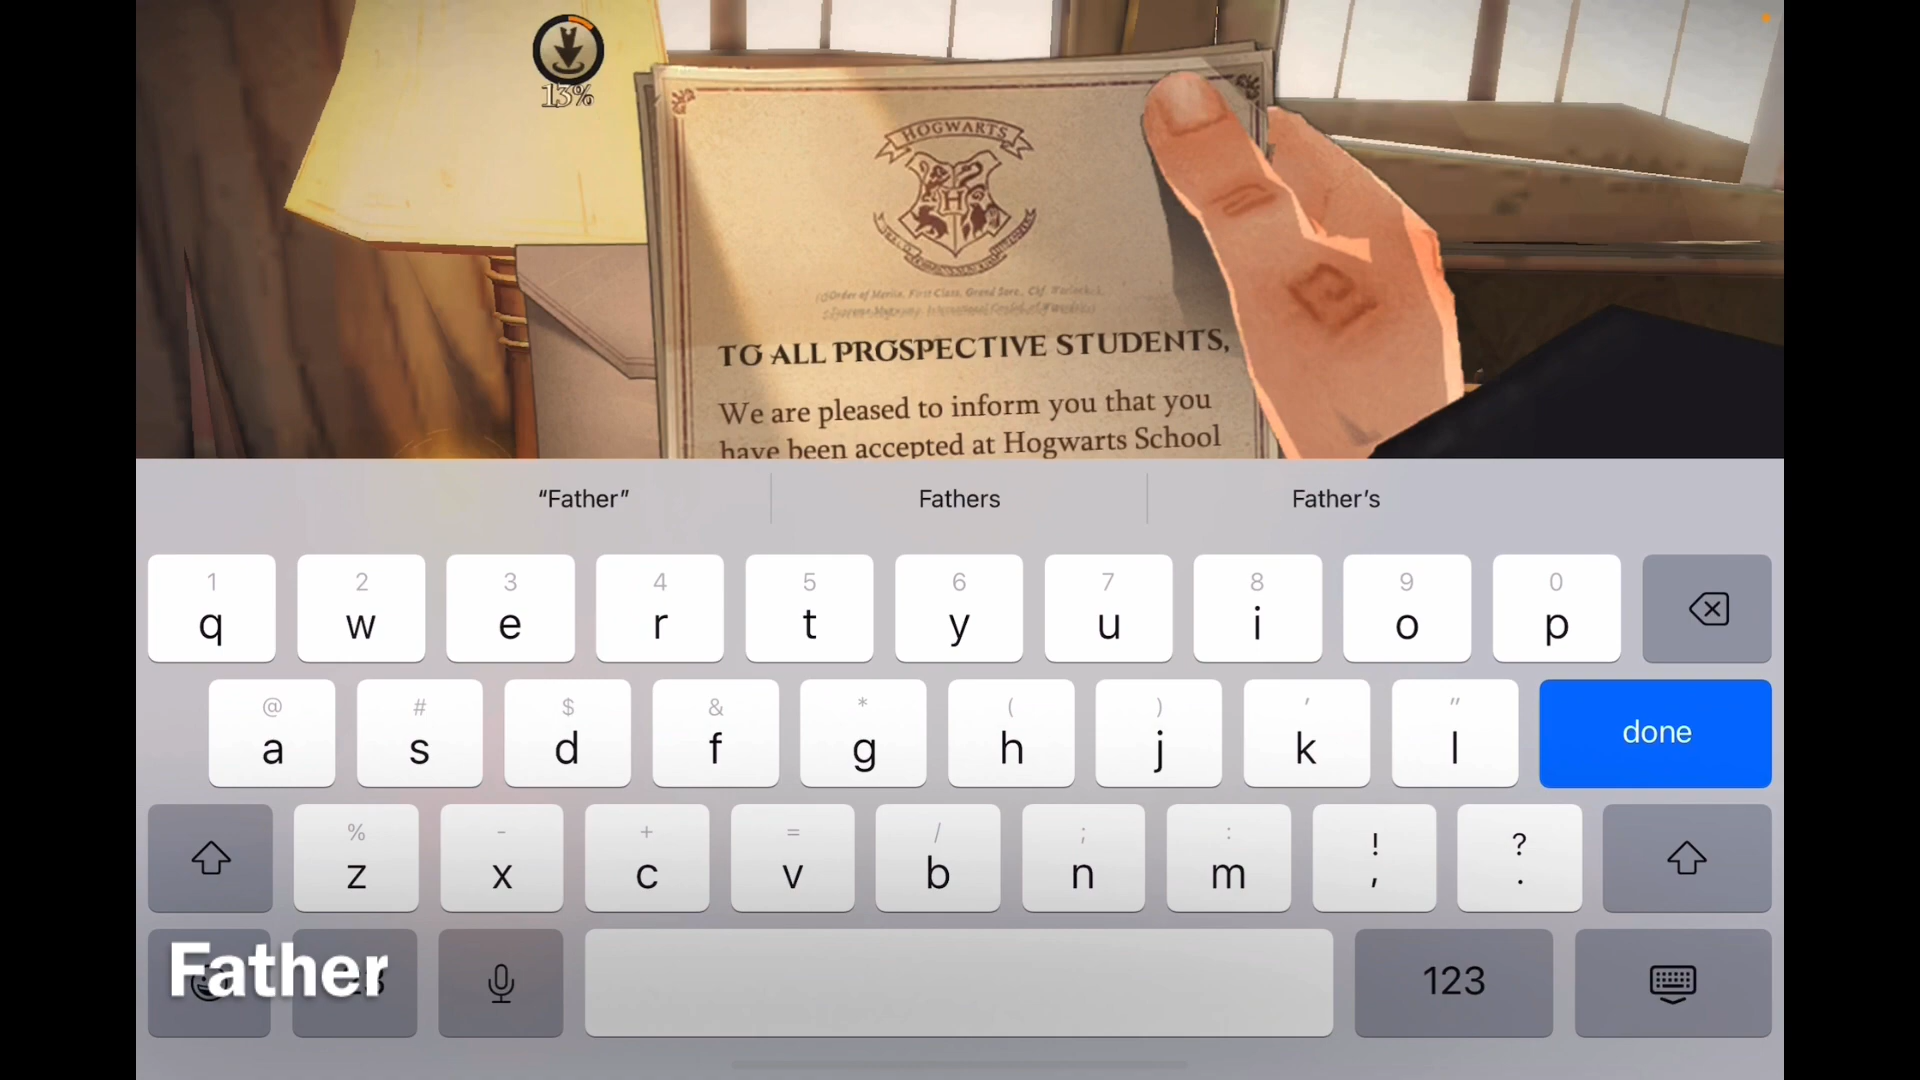 13%
HOGWARTS
H
TO ALL PROSPECTIVE STUDENTS,
We are pleased to inform you that you
have been accepted at Hogwarts School
“Father” Fathers Father’s
1 2 3 4 5 6 7 8 9 0
q w e r t y u i o p
@ # $ & * ( ) ' "
a s d f g h j k l done
% - + = / ; : ! ?
z x c v b n m , .
Father 123